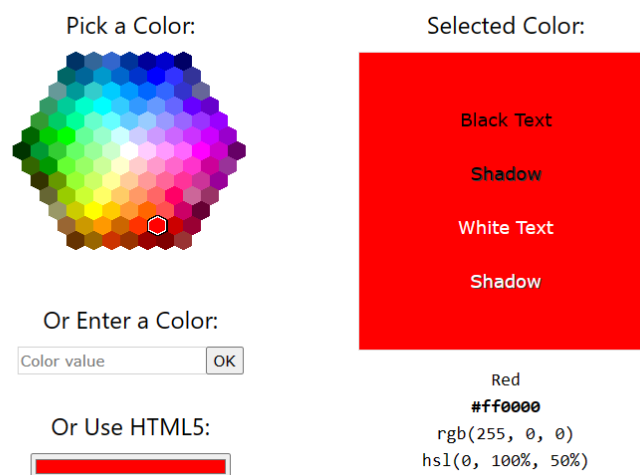 Pick a Color:
Or Enter a Color:
Color value
OK
Or Use HTML5:
Selected Color:
Black Text
Shadow
White Text
Shadow
Red
#ff0000
rgb(255, 0, 0)
hsl(0, 100%, 50%)